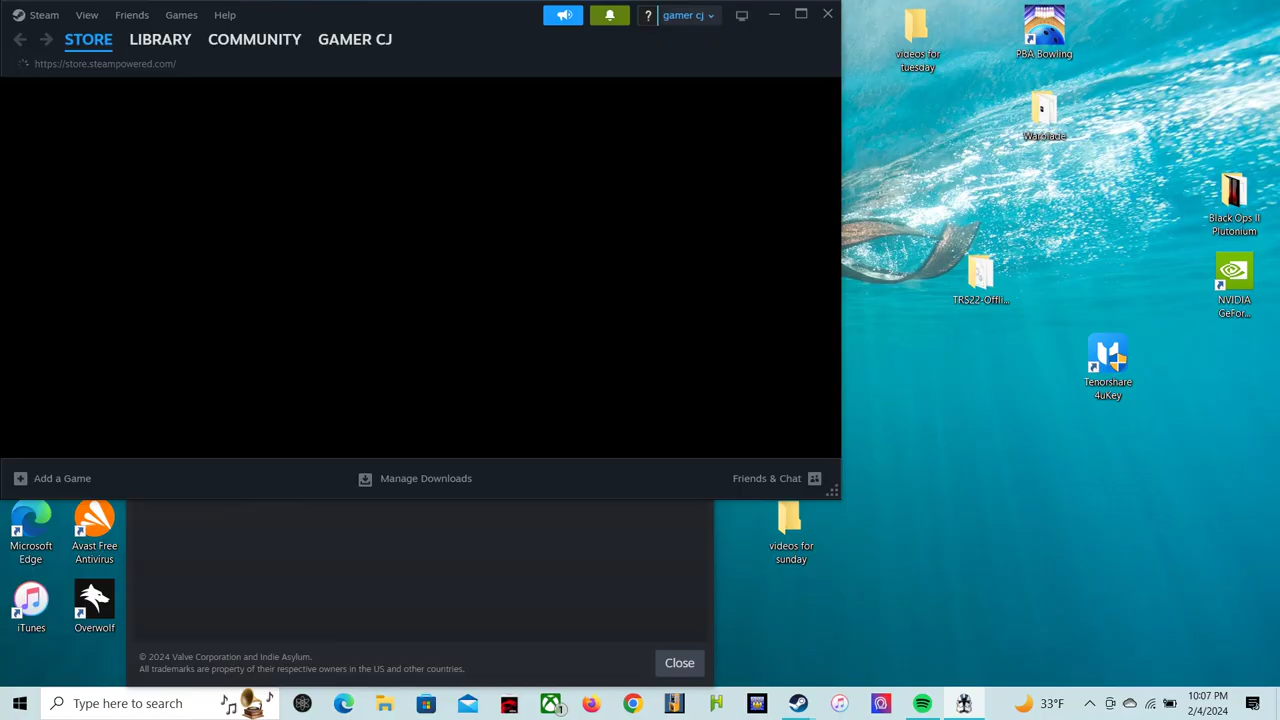 Steam View Friends Games Help
? gamer cj
STORE LIBRARY COMMUNITY GAMER CJ
https://store.steampowered.com/
Add a Game
Manage Downloads
Friends & Chat
videos for
tuesday
PBA Bowling
Warblade
Black Ops II
Plutonium
TRS22-Offli...
NVIDIA
GeFor...
Tenorshare
4uKey
Microsoft
Edge
Avast Free
Antivirus
videos for
sunday
iTunes
Overwolf
© 2024 Valve Corporation and Indie Asylum.
All trademarks are property of their respective owners in the US and other countries.
Close
Type here to search
33°F
10:07 PM
2/4/2024